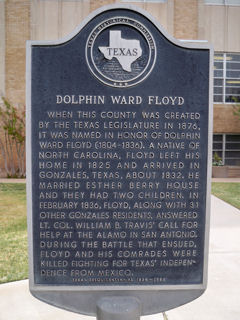 TEXAS HISTORICAL COMMISSION
TEXAS
DOLPHIN WARD FLOYD
WHEN THIS COUNTY WAS CREATED
BY THE TEXAS LEGISLATURE IN 1876,
IT WAS NAMED IN HONOR OF DOLPHIN
WARD FLOYD (1804-1836). A NATIVE OF
NORTH CAROLINA, FLOYD LEFT HIS
HOME IN 1825 AND ARRIVED IN
GONZALES, TEXAS, ABOUT 1832. HE
MARRIED ESTHER BERRY HOUSE
AND THEY HAD TWO CHILDREN. IN
FEBRUARY 1836, FLOYD, ALONG WITH 31
OTHER GONZALES RESIDENTS, ANSWERED
LT. COL. WILLIAM B. TRAVIS' CALL FOR
HELP AT THE ALAMO IN SAN ANTONIO.
DURING THE BATTLE THAT ENSUED,
FLOYD AND HIS COMRADES WERE
KILLED FIGHTING FOR TEXAS' INDEPEN-
DENCE FROM MEXICO.
TEXAS SESQUICENTENNIAL 1836-1986